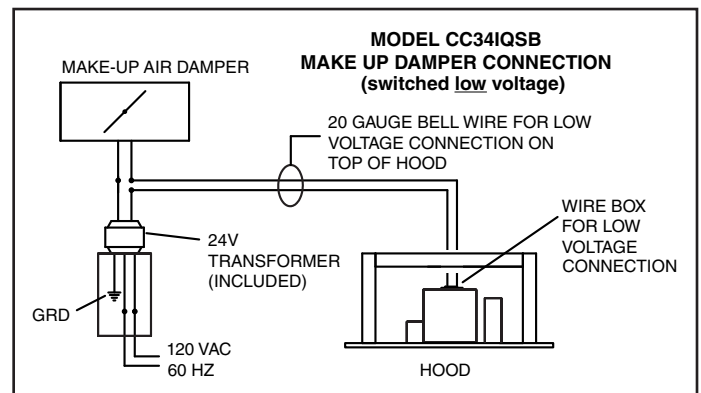 MODEL CC34IQSB
MAKE UP DAMPER CONNECTION
(switched low voltage)
MAKE-UP AIR DAMPER
20 GAUGE BELL WIRE FOR LOW
VOLTAGE CONNECTION ON
TOP OF HOOD
WIRE BOX
FOR LOW
VOLTAGE
CONNECTION
24V
TRANSFORMER
(INCLUDED)
GRD
120 VAC
60 HZ
HOOD